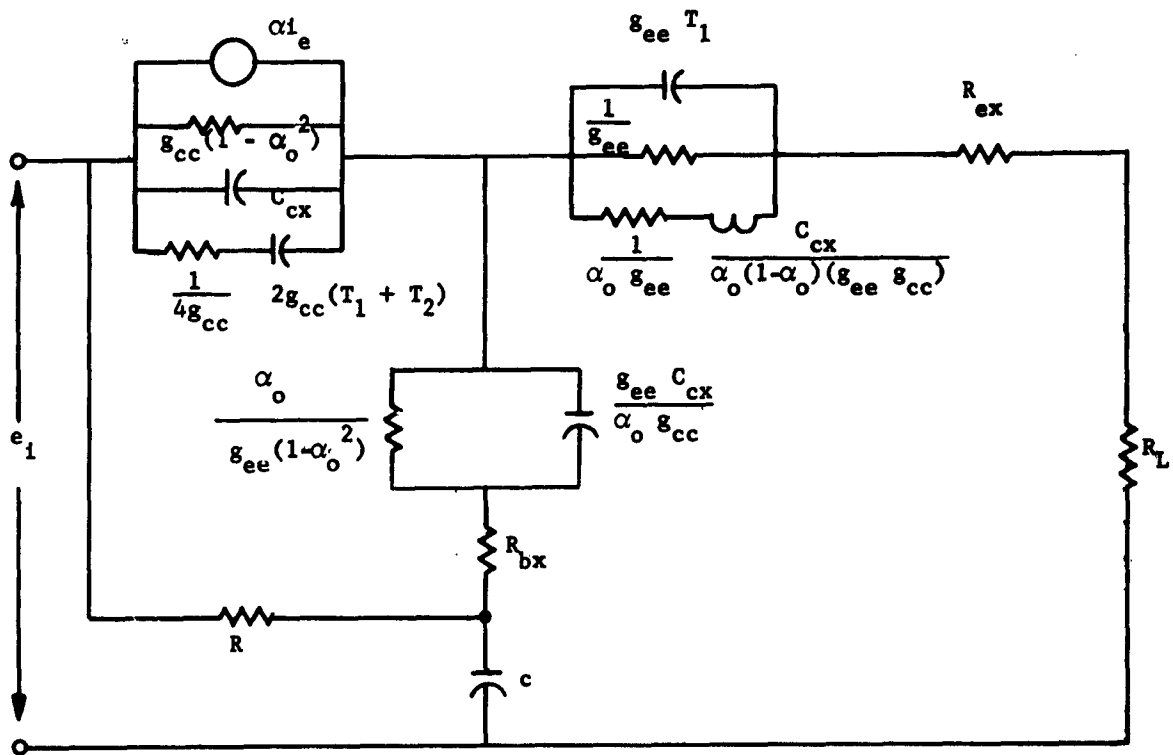 αi_e
g_cc(1 - α_o^2)
C_cx
1/(4g_cc)
2g_cc(T_1 + T_2)
g_ee T_1
1/g_ee
1/(α_o g_ee)
C_cx/(α_o(1-α_o)(g_ee g_cc))
R_ex
α_o/(g_ee(1-α_o^2))
g_ee C_cx/(α_o g_cc)
e_i
R_L
R_bx
R
c